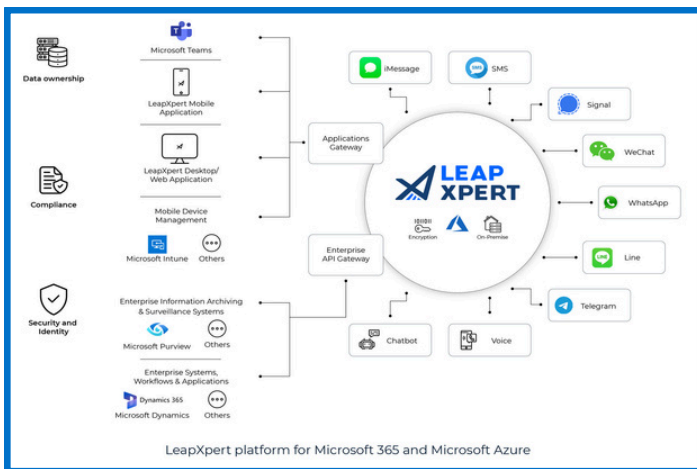 Data ownership
Compliance
Security and
Identity
Microsoft Teams
LeapXpert Mobile
Application
LeapXpert Desktop/
Web Application
Mobile Device
Management
Microsoft Intune
Others
Enterprise Information Archiving
& Surveillance Systems
Microsoft Purview
Others
Enterprise Systems,
Workflows & Applications
Dynamics 365
Microsoft Dynamics
Others
Applications
Gateway
Enterprise
API Gateway
iMessage
SMS
SMS
Signal
WeChat
WhatsApp
LINE
Line
Telegram
Voice
Chatbot
LEAP
XPERT
Encryption
On-Premise
LeapXpert platform for Microsoft 365 and Microsoft Azure